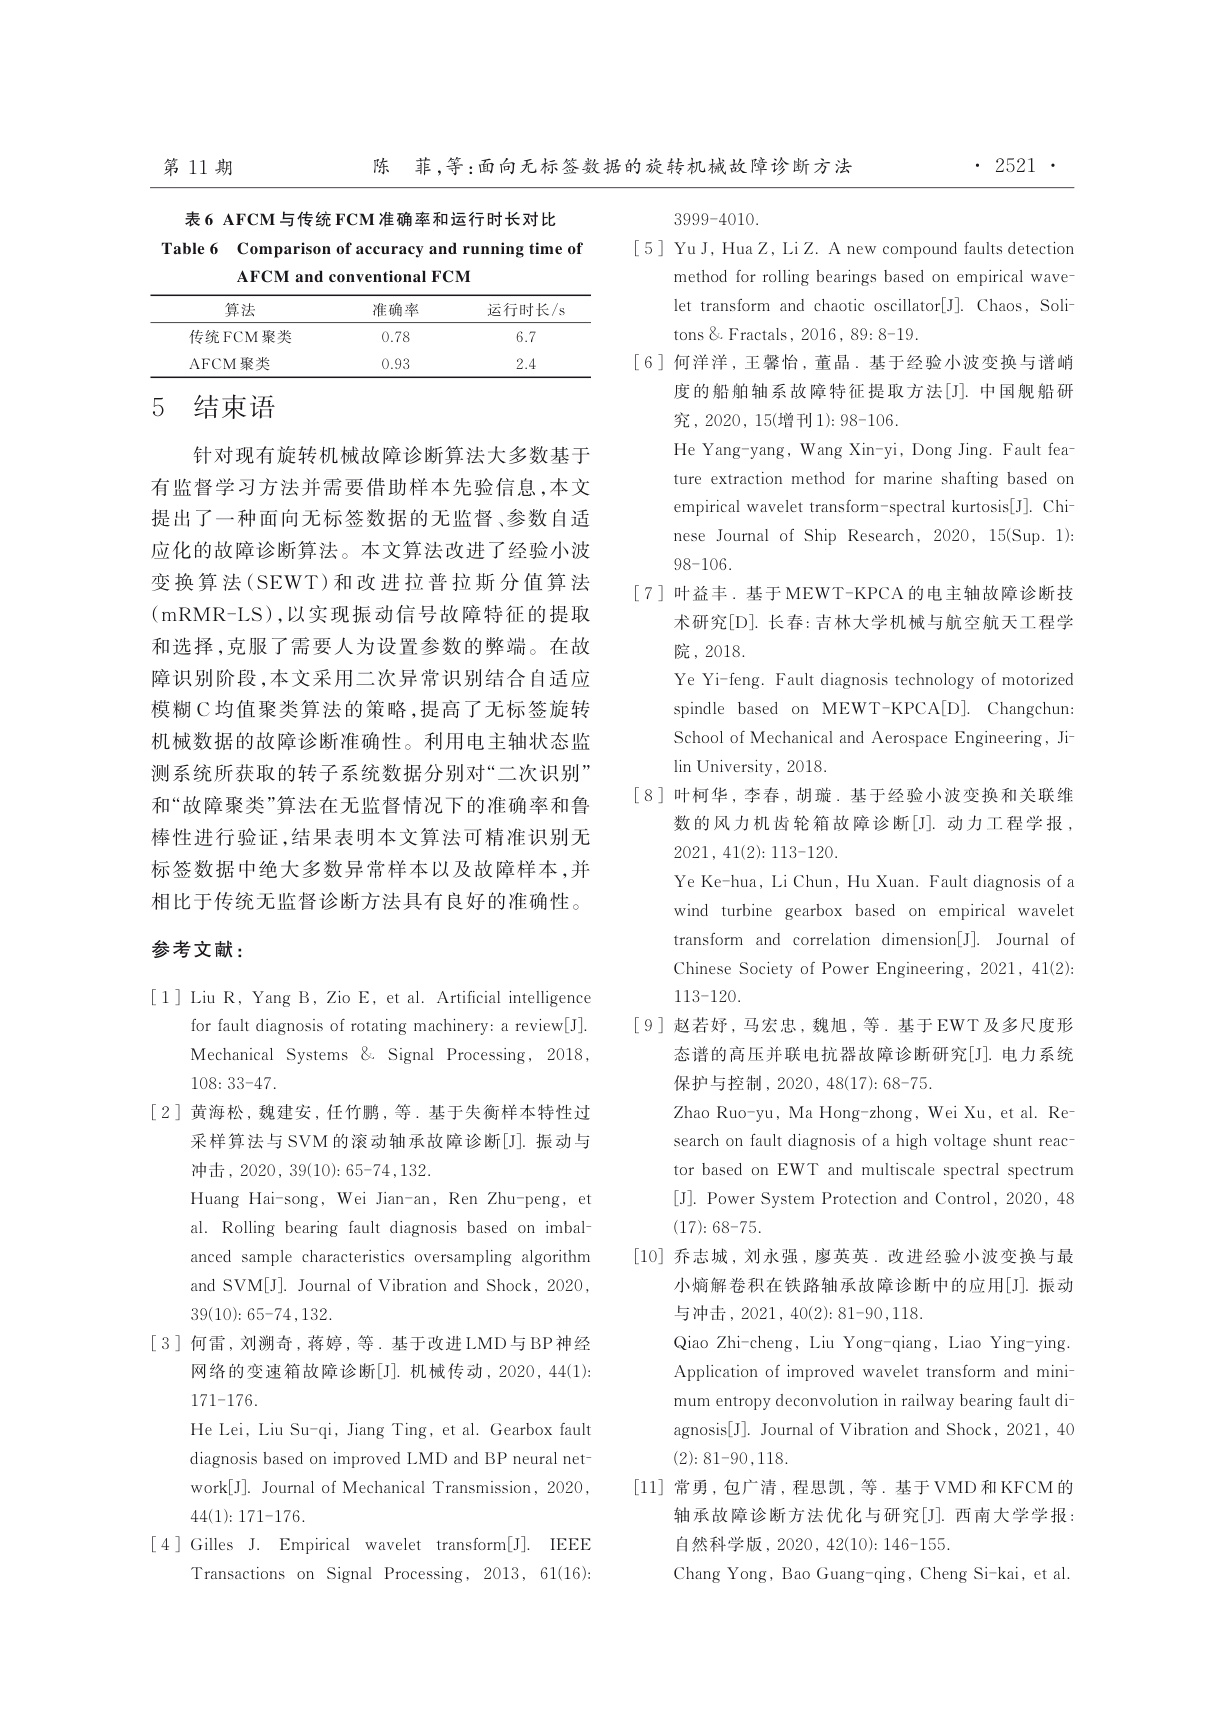 第 11 期
陈 菲,等:面向无标签数据的旋转机械故障诊断方法
· 2521 ·
表 6 AFCM 与传统 FCM 准确率和运行时长对比
Table 6 Comparison of accuracy and running time of
AFCM and conventional FCM
算法 准确率 运行时长/s
传统 FCM 聚类 0.78 6.7
AFCM 聚类 0.93 2.4
5 结束语
针对现有旋转机械故障诊断算法大多数基于
有监督学习方法并需要借助样本先验信息,本文
提出了一种面向无标签数据的无监督、参数自适
应化的故障诊断算法。本文算法改进了经验小波
变换算法(SEWT)和改进拉普拉斯分值算法
(mRMR-LS),以实现振动信号故障特征的提取
和选择,克服了需要人为设置参数的弊端。在故
障识别阶段,本文采用二次异常识别结合自适应
模糊 C 均值聚类算法的策略,提高了无标签旋转
机械数据的故障诊断准确性。利用电主轴状态监
测系统所获取的转子系统数据分别对“二次识别”
和“故障聚类”算法在无监督情况下的准确率和鲁
棒性进行验证,结果表明本文算法可精准识别无
标签数据中绝大多数异常样本以及故障样本,并
相比于传统无监督诊断方法具有良好的准确性。
参考文献:
[ 1 ] Liu R, Yang B, Zio E, et al. Artificial intelligence
for fault diagnosis of rotating machinery: a review[J].
Mechanical Systems & Signal Processing, 2018,
108: 33-47.
[ 2 ] 黄海松, 魏建安, 任竹鹏, 等. 基于失衡样本特性过
采样算法与 SVM 的滚动轴承故障诊断[J]. 振动与
冲击, 2020, 39(10): 65-74,132.
Huang Hai-song, Wei Jian-an, Ren Zhu-peng, et
al. Rolling bearing fault diagnosis based on imbal-
anced sample characteristics oversampling algorithm
and SVM[J]. Journal of Vibration and Shock, 2020,
39(10): 65-74,132.
[ 3 ] 何雷, 刘溯奇, 蒋婷, 等. 基于改进 LMD 与 BP 神经
网络的变速箱故障诊断[J]. 机械传动, 2020, 44(1):
171-176.
He Lei, Liu Su-qi, Jiang Ting, et al. Gearbox fault
diagnosis based on improved LMD and BP neural net-
work[J]. Journal of Mechanical Transmission, 2020,
44(1): 171-176.
[ 4 ] Gilles J. Empirical wavelet transform[J]. IEEE
Transactions on Signal Processing, 2013, 61(16):
3999-4010.
[ 5 ] Yu J, Hua Z, Li Z. A new compound faults detection
method for rolling bearings based on empirical wave-
let transform and chaotic oscillator[J]. Chaos, Soli-
tons & Fractals, 2016, 89: 8-19.
[ 6 ] 何洋洋, 王馨怡, 董晶. 基于经验小波变换与谱峭
度的船舶轴系故障特征提取方法[J]. 中国舰船研
究, 2020, 15(增刊 1): 98-106.
He Yang-yang, Wang Xin-yi, Dong Jing. Fault fea-
ture extraction method for marine shafting based on
empirical wavelet transform-spectral kurtosis[J]. Chi-
nese Journal of Ship Research, 2020, 15(Sup. 1):
98-106.
[ 7 ] 叶益丰. 基于 MEWT-KPCA 的电主轴故障诊断技
术研究[D]. 长春: 吉林大学机械与航空航天工程学
院, 2018.
Ye Yi-feng. Fault diagnosis technology of motorized
spindle based on MEWT-KPCA[D]. Changchun:
School of Mechanical and Aerospace Engineering, Ji-
lin University, 2018.
[ 8 ] 叶柯华, 李春, 胡璇. 基于经验小波变换和关联维
数的风力机齿轮箱故障诊断[J]. 动力工程学报,
2021, 41(2): 113-120.
Ye Ke-hua, Li Chun, Hu Xuan. Fault diagnosis of a
wind turbine gearbox based on empirical wavelet
transform and correlation dimension[J]. Journal of
Chinese Society of Power Engineering, 2021, 41(2):
113-120.
[ 9 ] 赵若妤, 马宏忠, 魏旭, 等. 基于 EWT 及多尺度形
态谱的高压并联电抗器故障诊断研究[J]. 电力系统
保护与控制, 2020, 48(17): 68-75.
Zhao Ruo-yu, Ma Hong-zhong, Wei Xu, et al. Re-
search on fault diagnosis of a high voltage shunt reac-
tor based on EWT and multiscale spectral spectrum
[J]. Power System Protection and Control, 2020, 48
(17): 68-75.
[10] 乔志城, 刘永强, 廖英英. 改进经验小波变换与最
小熵解卷积在铁路轴承故障诊断中的应用[J]. 振动
与冲击, 2021, 40(2): 81-90,118.
Qiao Zhi-cheng, Liu Yong-qiang, Liao Ying-ying.
Application of improved wavelet transform and mini-
mum entropy deconvolution in railway bearing fault di-
agnosis[J]. Journal of Vibration and Shock, 2021, 40
(2): 81-90,118.
[11] 常勇, 包广清, 程思凯, 等. 基于 VMD 和 KFCM 的
轴承故障诊断方法优化与研究[J]. 西南大学学报:
自然科学版, 2020, 42(10): 146-155.
Chang Yong, Bao Guang-qing, Cheng Si-kai, et al.